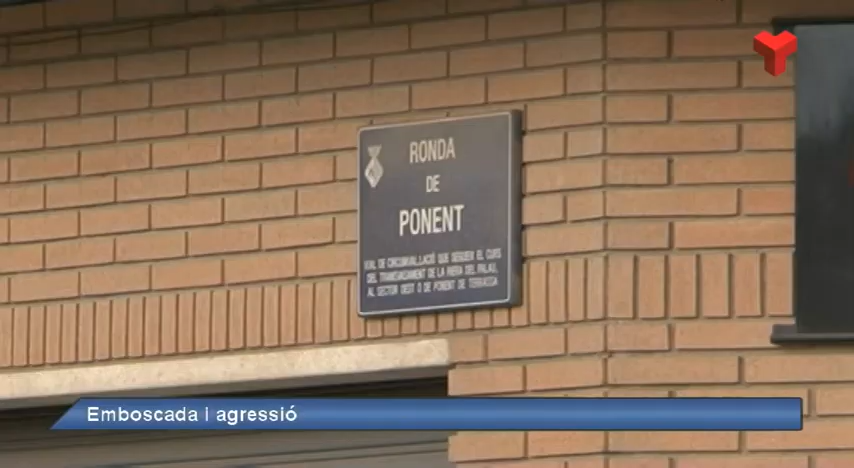 RONDA
DE
PONENT
VIAL DE CIRCUMVAL.LACIÓ QUE SEGUEIX EL CURS
DEL TRANSVASAMENT DE LA RIERA DEL PALAU,
AL SECTOR OEST O DE PONENT DE TERRASSA
Emboscada i agressió